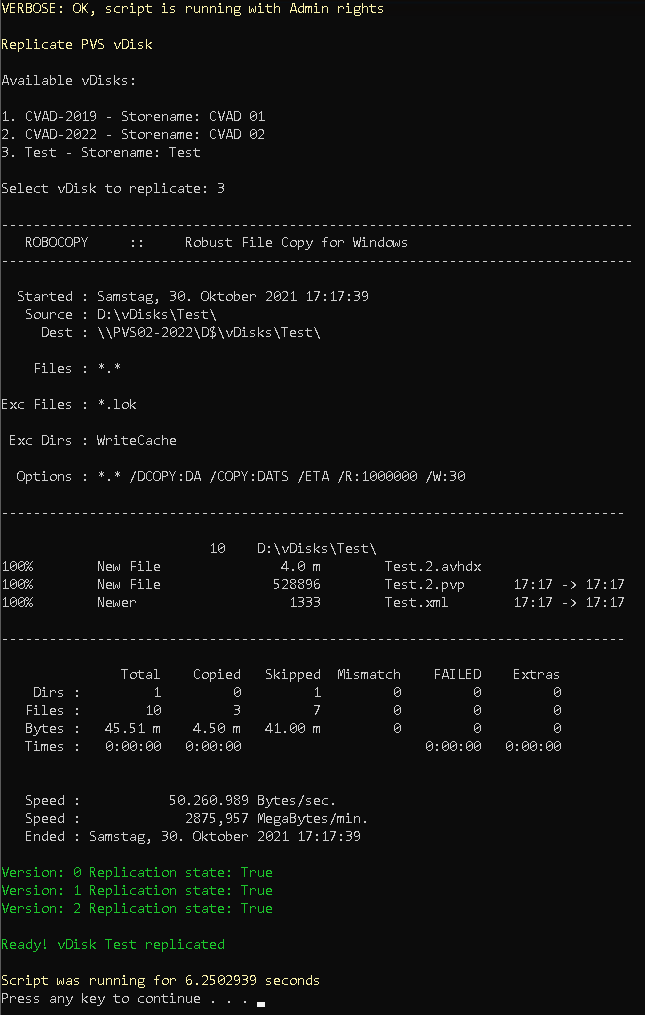 VERBOSE: OK, script is running with Admin rights
Replicate PVS vDisk
Available vDisks:
1. CVAD-2019 - Storename: CVAD 01
2. CVAD-2022 - Storename: CVAD 02
3. Test - Storename: Test
Select vDisk to replicate: 3
-------------------------------------------------------------------------------
   ROBOCOPY     ::     Robust File Copy for Windows
-------------------------------------------------------------------------------
  Started : Samstag, 30. Oktober 2021 17:17:39
   Source : D:\vDisks\Test\
     Dest : \\PVS02-2022\D$\vDisks\Test\
    Files : *.*
Exc Files : *.lok
 Exc Dirs : WriteCache
  Options : *.* /DCOPY:DA /COPY:DATS /ETA /R:1000000 /W:30
------------------------------------------------------------------------------
                          10    D:\vDisks\Test\
100%        New File               4.0 m        Test.2.avhdx
100%        New File              528896        Test.2.pvp      17:17 -> 17:17
100%        Newer                   1333        Test.xml        17:17 -> 17:17
------------------------------------------------------------------------------
               Total    Copied   Skipped  Mismatch    FAILED    Extras
    Dirs :         1         0         1         0         0         0
   Files :        10         3         7         0         0         0
   Bytes :   45.51 m    4.50 m   41.00 m         0         0         0
   Times :   0:00:00   0:00:00                       0:00:00   0:00:00
   Speed :           50.260.989 Bytes/sec.
   Speed :             2875,957 MegaBytes/min.
   Ended : Samstag, 30. Oktober 2021 17:17:39
Version: 0 Replication state: True
Version: 1 Replication state: True
Version: 2 Replication state: True
Ready! vDisk Test replicated
Script was running for 6.2502939 seconds
Press any key to continue . . .